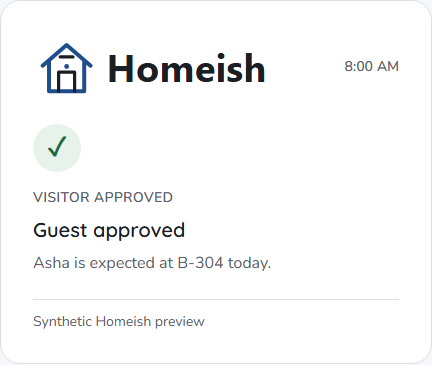 Homeish
8:00 AM
VISITOR APPROVED
Guest approved
Asha is expected at B-304 today.
Synthetic Homeish preview